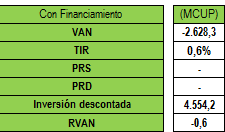 Con Financiamiento (MCUP)
VAN -2.628,3
TIR 0,6%
PRS -
PRD -
Inversión descontada 4.554,2
RVAN -0,6